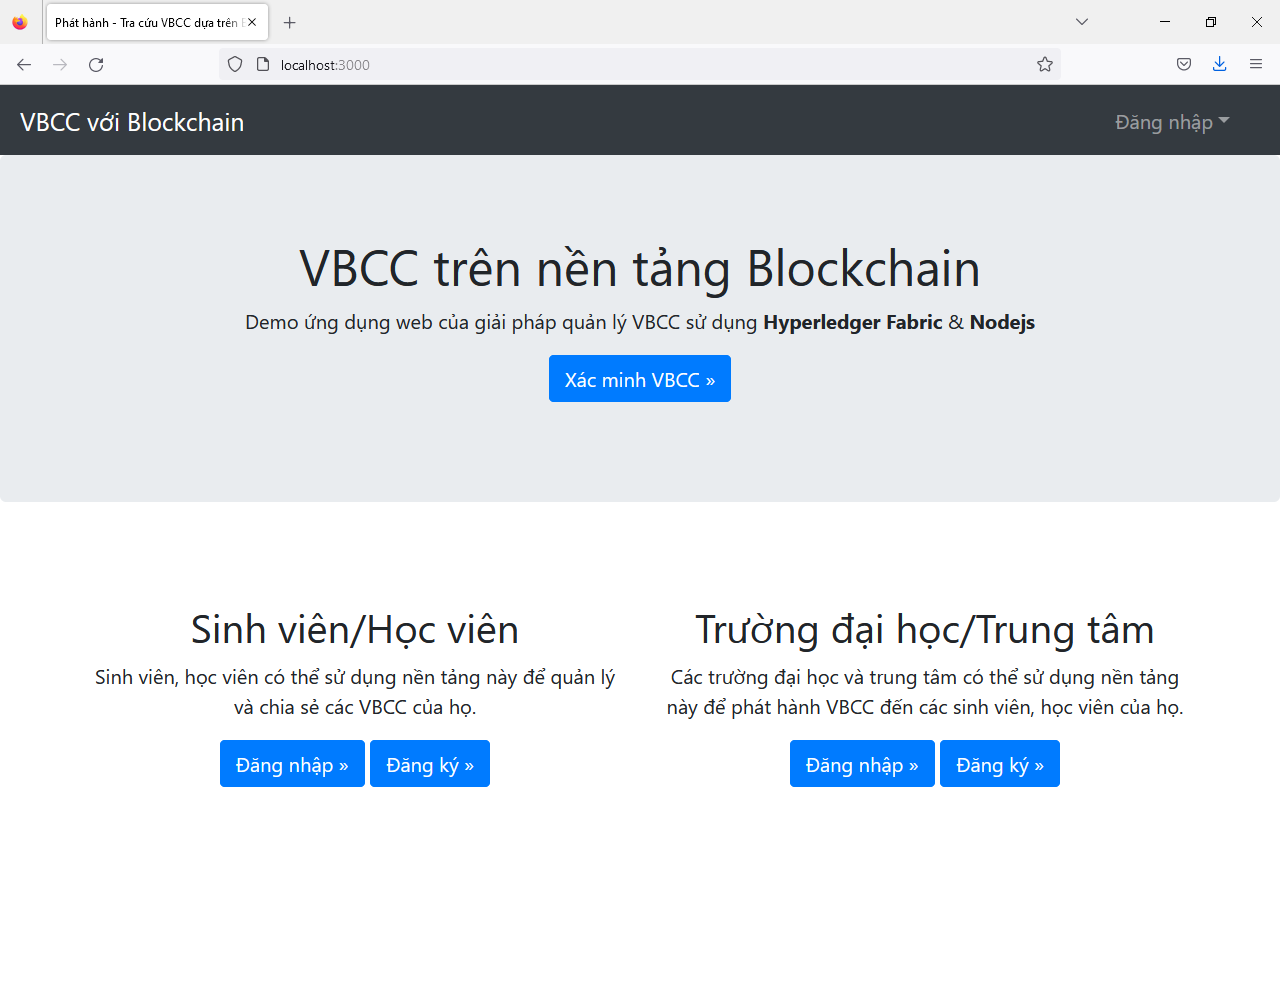 Phát hành - Tra cứu VBCC dựa trên
localhost:3000
VBCC với Blockchain
Đăng nhập
VBCC trên nền tảng Blockchain
Demo ứng dụng web của giải pháp quản lý VBCC sử dụng Hyperledger Fabric & Nodejs
Xác minh VBCC »
Sinh viên/Học viên
Sinh viên, học viên có thể sử dụng nền tảng này để quản lý
và chia sẻ các VBCC của họ.
Đăng nhập » Đăng ký »
Trường đại học/Trung tâm
Các trường đại học và trung tâm có thể sử dụng nền tảng
này để phát hành VBCC đến các sinh viên, học viên của họ.
Đăng nhập » Đăng ký »